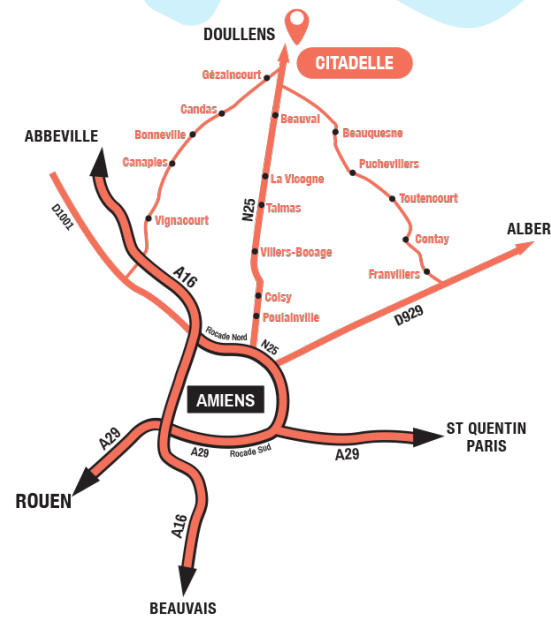 DOULLENS
CITADELLE
Gézaincourt
Candas
Beauval
Bonneville
Beauquesne
ABBEVILLE
Canaples
Puchevillers
La Vicogne
D1001
N25
Talmas
Toutencourt
Vignacourt
ALBER
Contay
Villers-Bocage
A16
Franvillers
Coisy
Poulainville
D929
Rocade Nord
N25
AMIENS
A29
ST QUENTIN
PARIS
A29
Rocade Sud
A29
ROUEN
A16
BEAUVAIS